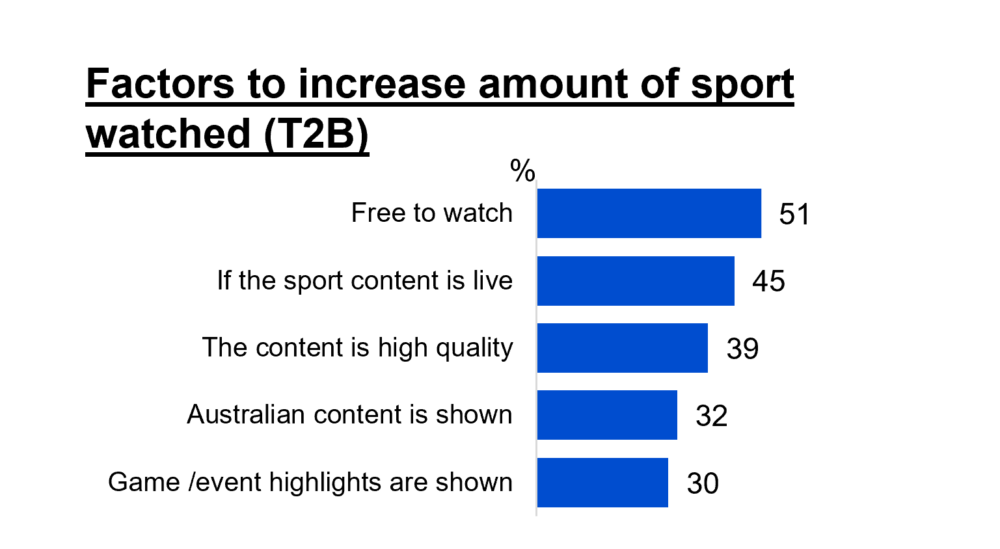 Factors to increase amount of sport
watched (T2B)
%
Free to watch 51
If the sport content is live 45
The content is high quality 39
Australian content is shown 32
Game /event highlights are shown 30